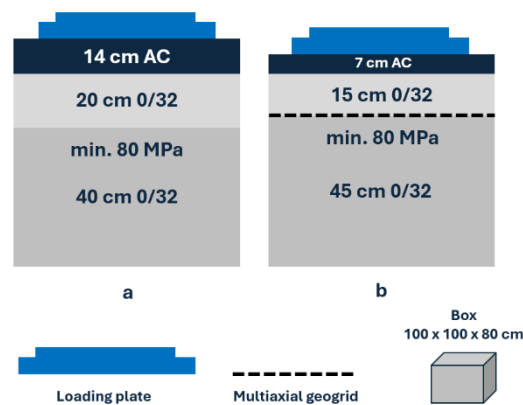 14 cm AC
20 cm 0/32
min. 80 MPa
40 cm 0/32
a
7 cm AC
15 cm 0/32
min. 80 MPa
45 cm 0/32
b
Box
100 x 100 x 80 cm
Loading plate
Multiaxial geogrid